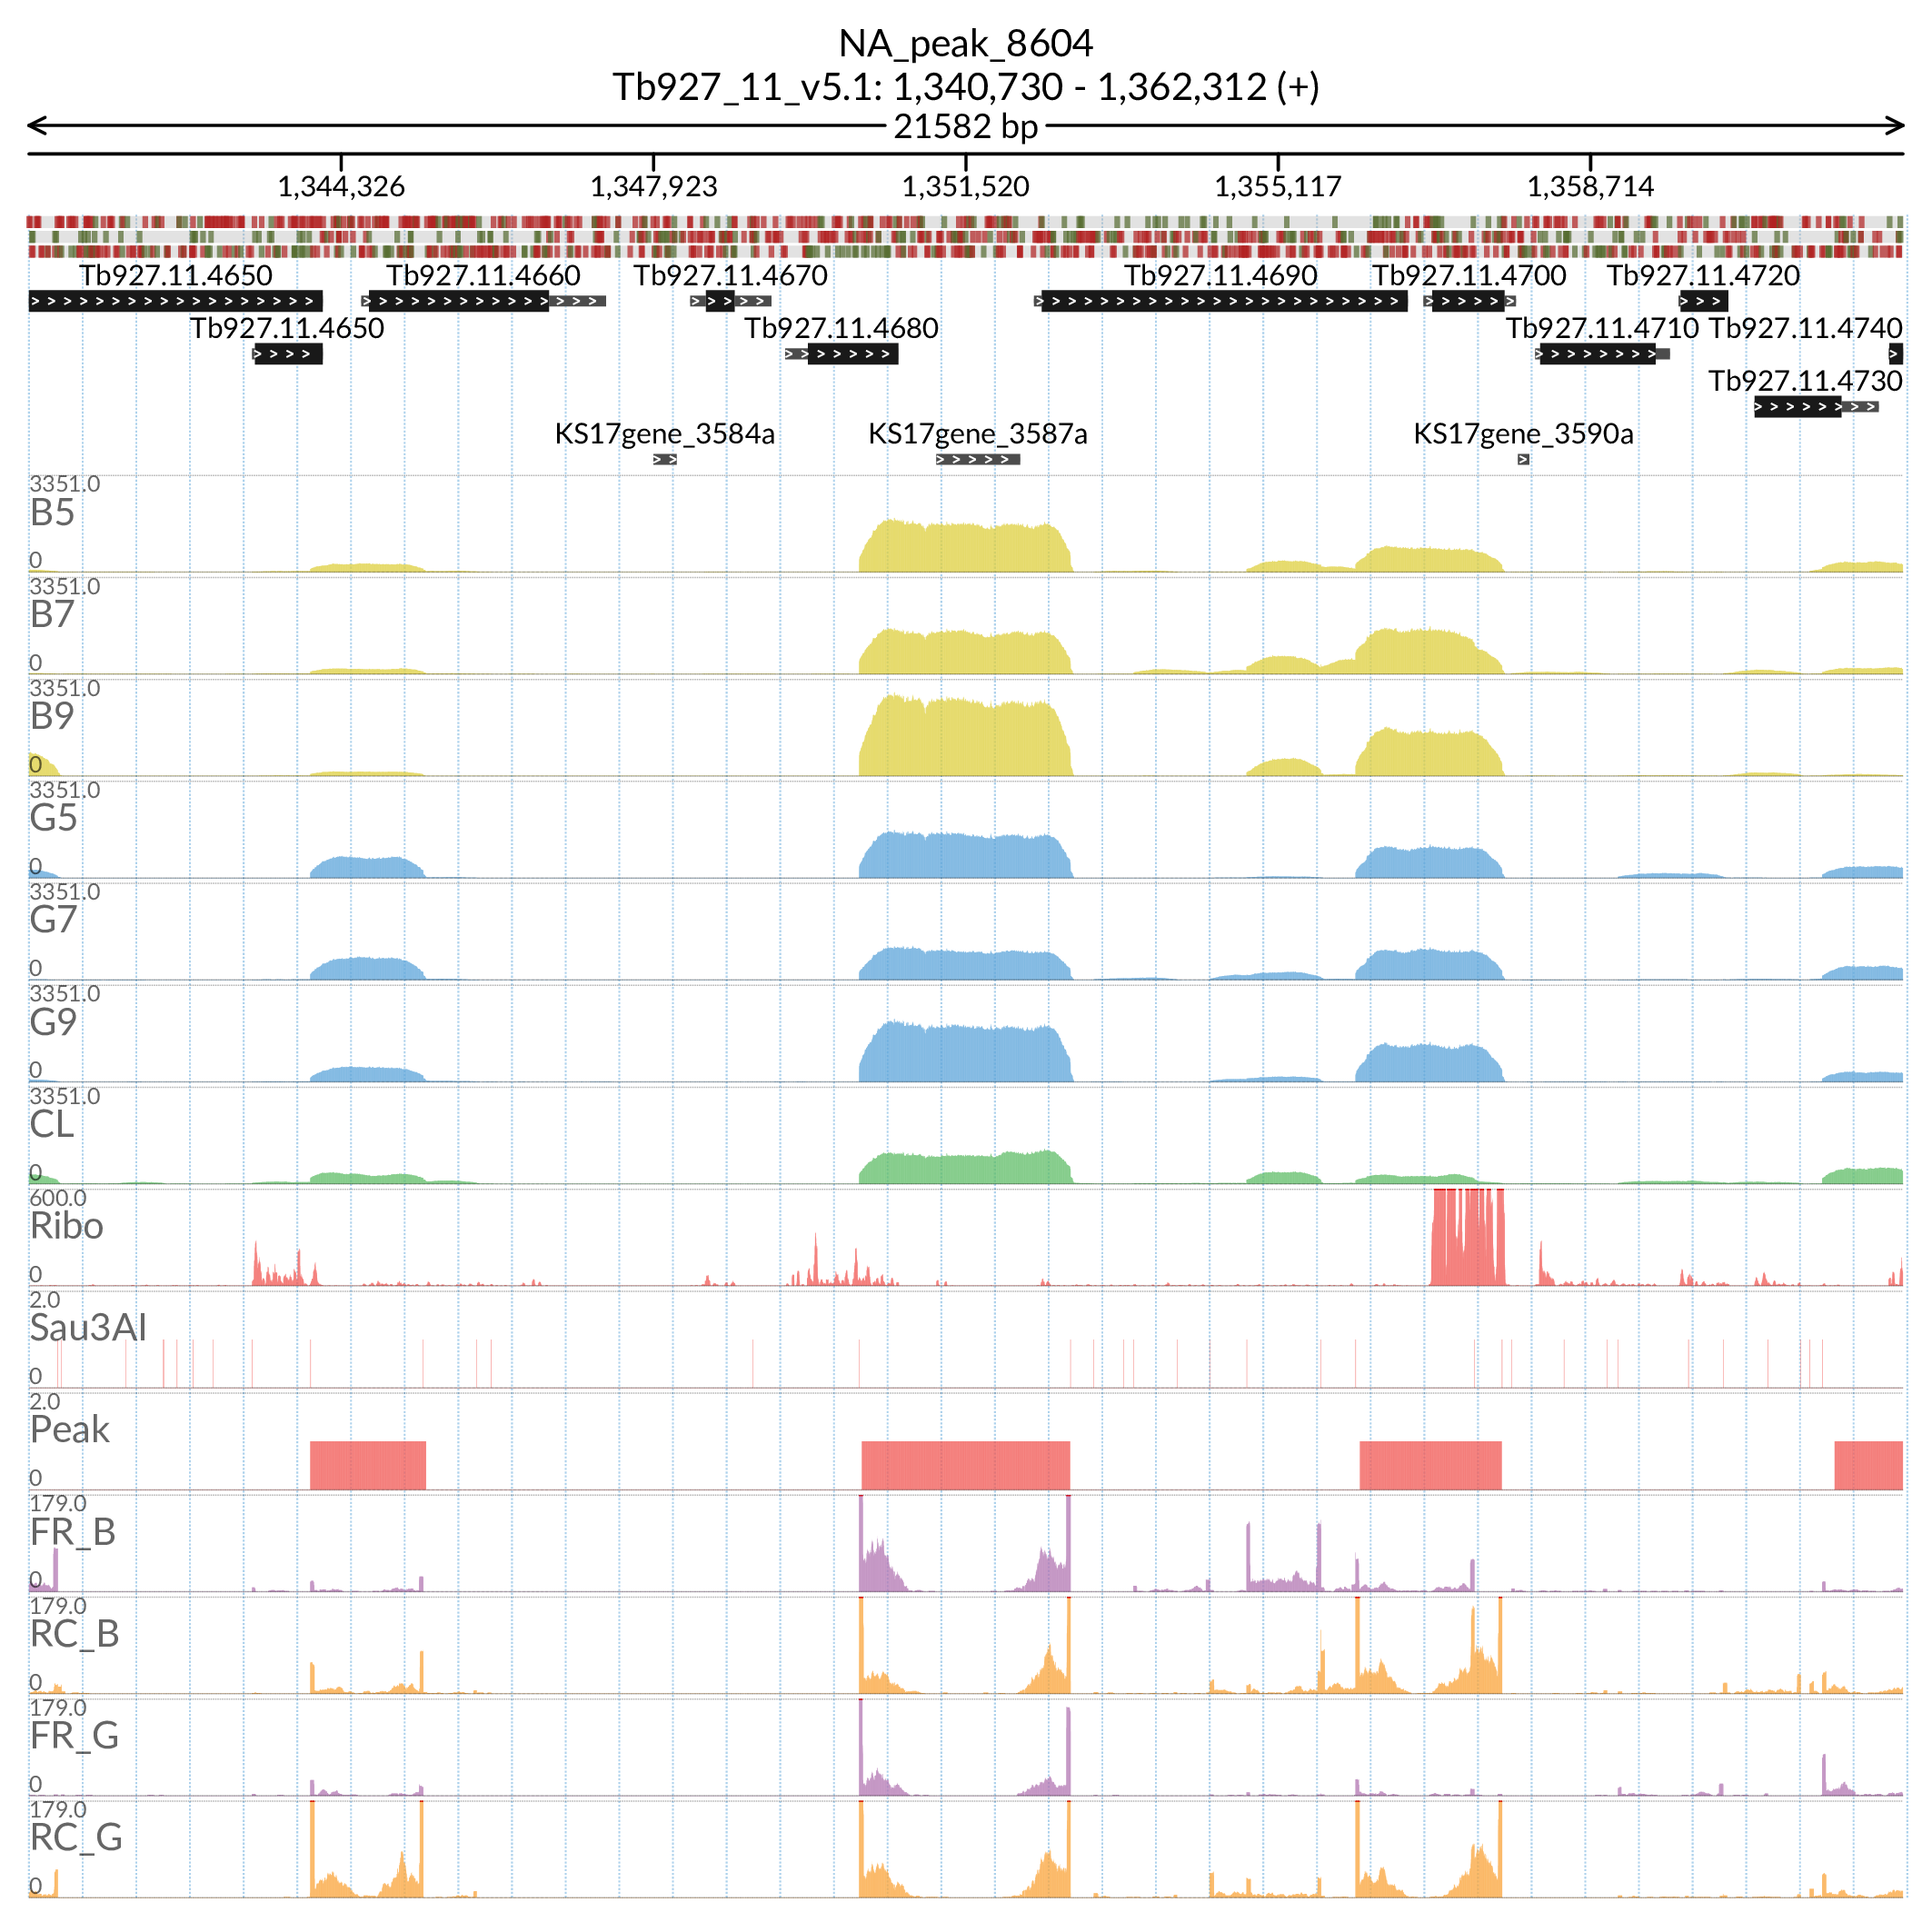 NA_peak_8604
Tb927_11_v5.1: 1,340,730 - 1,362,312 (+)
21582 bp
1,344,326 1,347,923 1,351,520 1,355,117 1,358,714
Tb927.11.4650 Tb927.11.4660 Tb927.11.4670 Tb927.11.4690 Tb927.11.4700 Tb927.11.4720
Tb927.11.4650 Tb927.11.4680 Tb927.11.4710 Tb927.11.4740
Tb927.11.4730
KS17gene_3584a KS17gene_3587a KS17gene_3590a
3351.0
B5
0
3351.0
B7
0
3351.0
B9
0
3351.0
G5
0
3351.0
G7
0
3351.0
G9
0
3351.0
CL
0
600.0
Ribo
0
2.0
Sau3AI
0
2.0
Peak
0
179.0
FR_B
0
179.0
RC_B
0
179.0
FR_G
0
179.0
RC_G
0